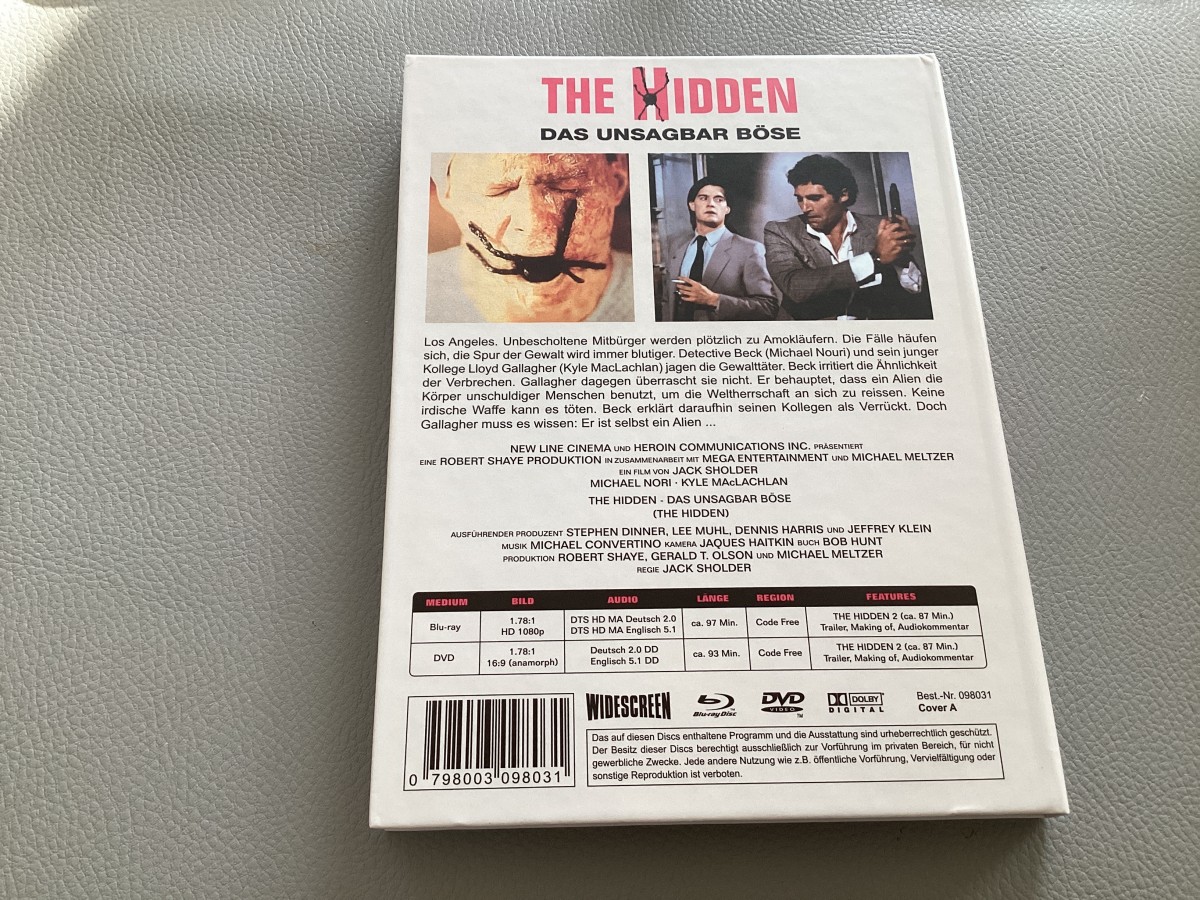 THE HIDDEN
DAS UNSAGBAR BÖSE
Los Angeles. Unbescholtene Mitbürger werden plötzlich zu Amokläufern. Die Fälle häufen
sich, die Spur der Gewalt wird immer blutiger. Detective Beck (Michael Nouri) und sein junger
Kollege Lloyd Gallagher (Kyle MacLachlan) jagen die Gewalttäter. Beck irritiert die Ähnlichkeit
der Verbrechen. Gallagher dagegen überrascht sie nicht. Er behauptet, dass ein Alien die
Körper unschuldiger Menschen benutzt, um die Weltherrschaft an sich zu reissen. Keine
irdische Waffe kann es töten. Beck erklärt daraufhin seinen Kollegen als Verrückt. Doch
Gallagher muss es wissen: Er ist selbst ein Alien ...
NEW LINE CINEMA UND HEROIN COMMUNICATIONS INC. PRÄSENTIERT
EINE ROBERT SHAYE PRODUKTION IN ZUSAMMENARBEIT MIT MEGA ENTERTAINMENT UND MICHAEL MELTZER
EIN FILM VON JACK SHOLDER
MICHAEL NORI · KYLE MACLACHLAN
THE HIDDEN - DAS UNSAGBAR BÖSE
(THE HIDDEN)
AUSFÜHRENDER PRODUZENT STEPHEN DINNER, LEE MUHL, DENNIS HARRIS UND JEFFREY KLEIN
MUSIK MICHAEL CONVERTINO KAMERA JAQUES HAITKIN BUCH BOB HUNT
PRODUKTION ROBERT SHAYE, GERALD T. OLSON UND MICHAEL MELTZER
REGIE JACK SHOLDER
MEDIUM BILD AUDIO LÄNGE REGION FEATURES
Blu-ray 1.78:1 HD 1080p DTS HD MA Deutsch 2.0 DTS HD MA Englisch 5.1 ca. 97 Min. Code Free THE HIDDEN 2 (ca. 87 Min.) Trailer, Making of, Audiokommentar
DVD 1.78:1 16:9 (anamorph) Deutsch 2.0 DD Englisch 5.1 DD ca. 93 Min. Code Free THE HIDDEN 2 (ca. 87 Min.) Trailer, Making of, Audiokommentar
WIDESCREEN Blu-ray Disc DVD VIDEO TM DOLBY DIGITAL
Best.-Nr. 098031
Cover A
Das auf diesen Discs enthaltene Programm und die Ausstattung sind urheberrechtlich geschützt.
Der Besitz dieser Discs berechtigt ausschließlich zur Vorführung im privaten Bereich, für nicht
gewerbliche Zwecke. Jede andere Nutzung wie z.B. öffentliche Vorführung, Vervielfältigung oder
sonstige Reproduktion ist verboten.
0 798003 098031